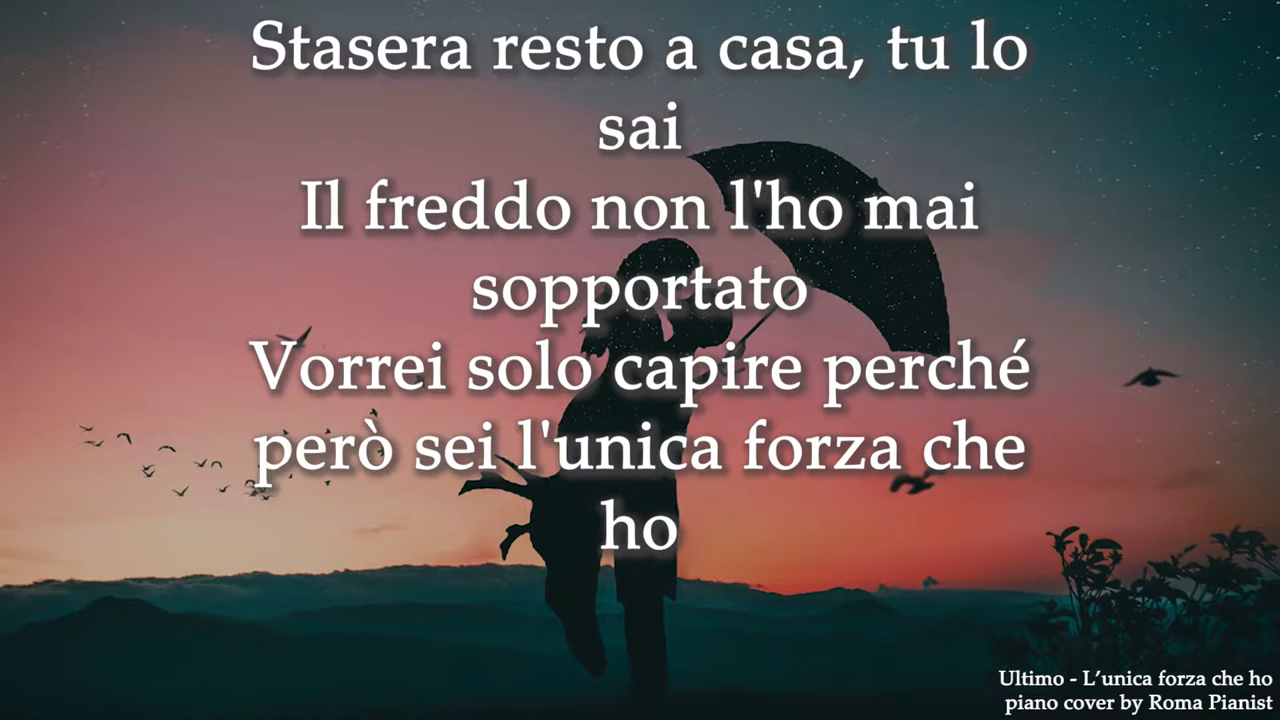 Stasera resto a casa, tu lo
sai
Il freddo non l'ho mai
sopportato
Vorrei solo capire perché
però sei l'unica forza che
ho
Ultimo - L’unica forza che ho
piano cover by Roma Pianist